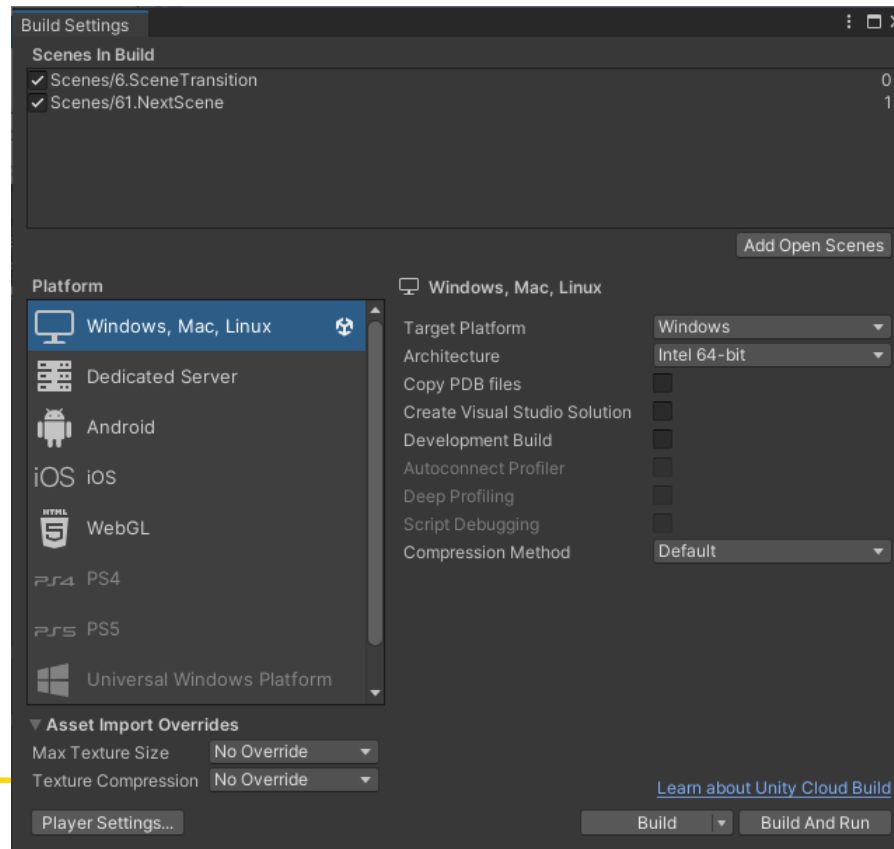 Build Settings
Scenes In Build
Scenes/6.SceneTransition 0
Scenes/61.NextScene 1
Add Open Scenes
Platform
Windows, Mac, Linux
Dedicated Server
Android
iOS iOS
HTML 5 WebGL
PS4 PS4
PS5 PS5
Universal Windows Platform
Windows, Mac, Linux
Target Platform Windows
Architecture Intel 64-bit
Copy PDB files
Create Visual Studio Solution
Development Build
Autoconnect Profiler
Deep Profiling
Script Debugging
Compression Method Default
Asset Import Overrides
Max Texture Size No Override
Texture Compression No Override
Learn about Unity Cloud Build
Player Settings... Build Build And Run